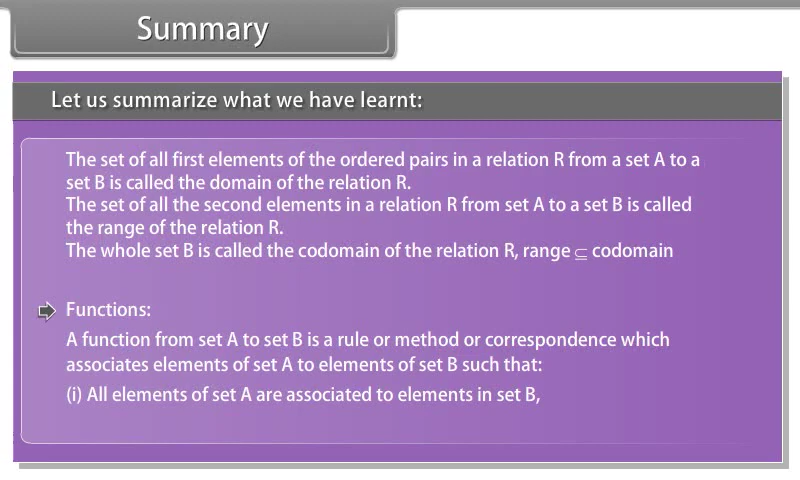 Summary
Let us summarize what we have learnt:
The set of all first elements of the ordered pairs in a relation R from a set A to a
set B is called the domain of the relation R.
The set of all the second elements in a relation R from set A to a set B is called
the range of the relation R.
The whole set B is called the codomain of the relation R, range ⊆ codomain
Functions:
A function from set A to set B is a rule or method or correspondence which
associates elements of set A to elements of set B such that:
(i) All elements of set A are associated to elements in set B,